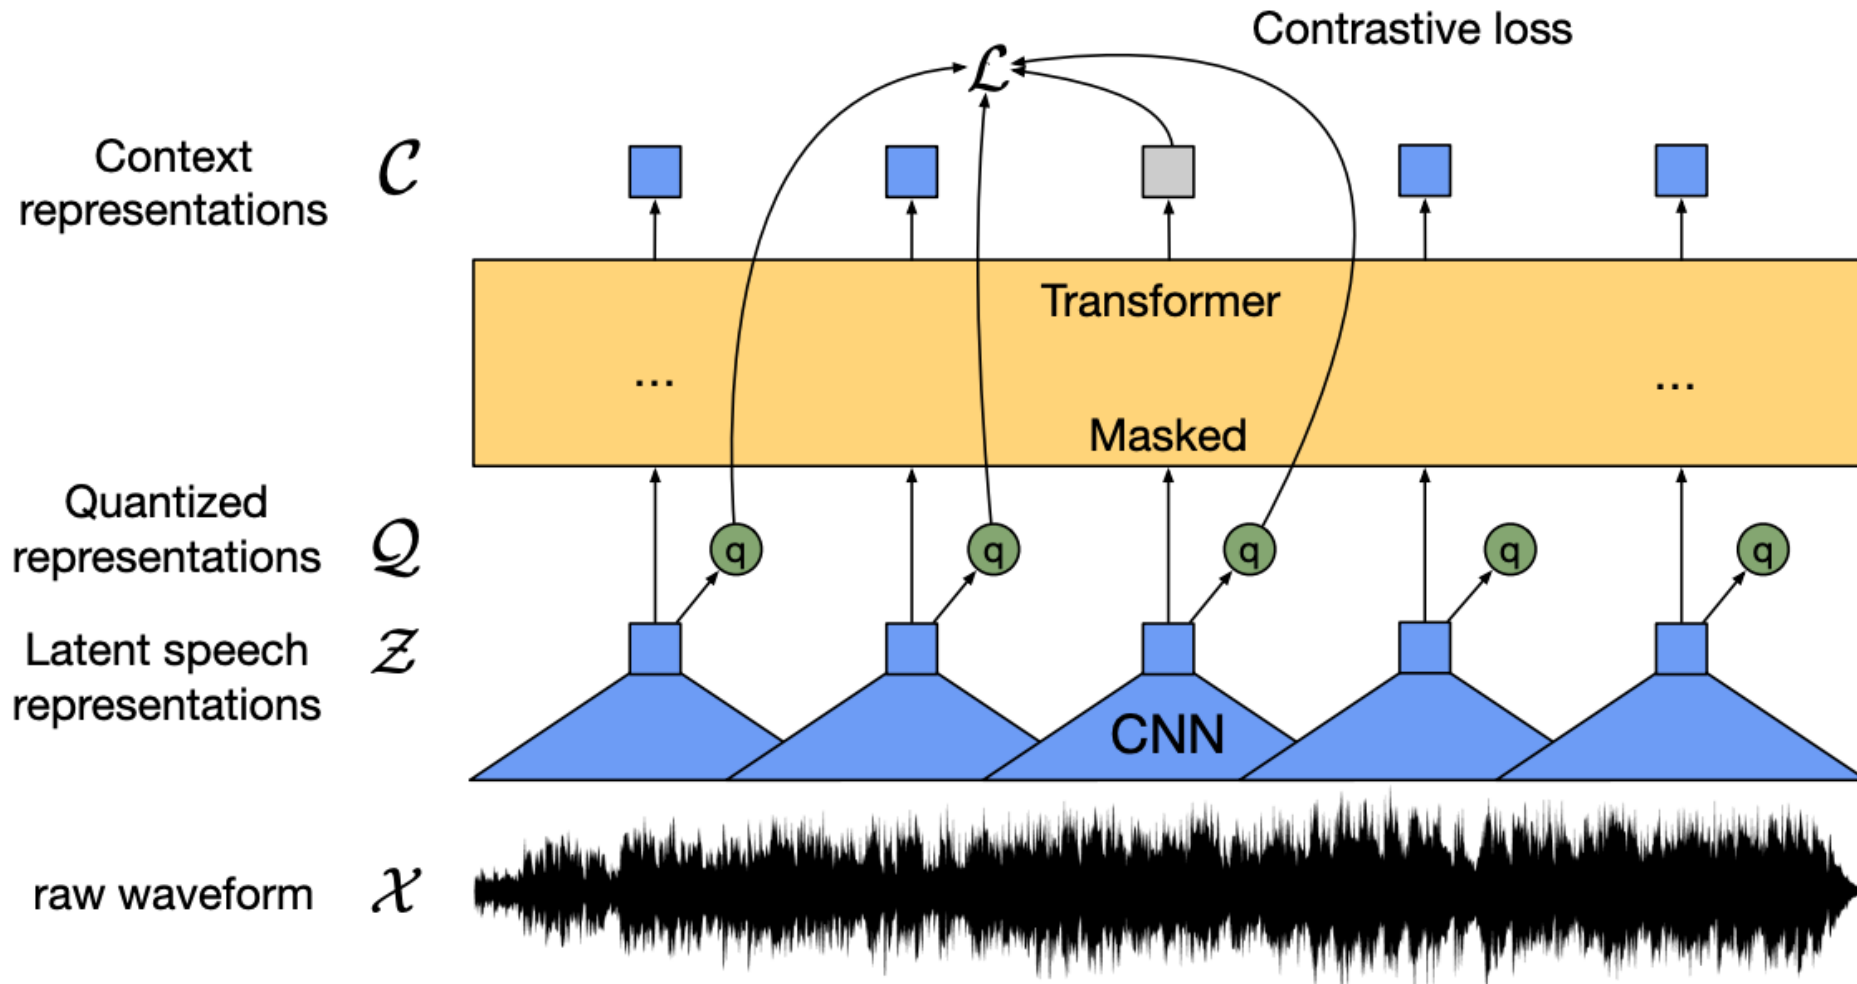 Contrastive loss
ℒ
Context
representations
𝒞
Transformer
...
...
Masked
Quantized
representations
𝒬
q
q
q
q
q
Latent speech
representations
𝒵
CNN
raw waveform
𝒳